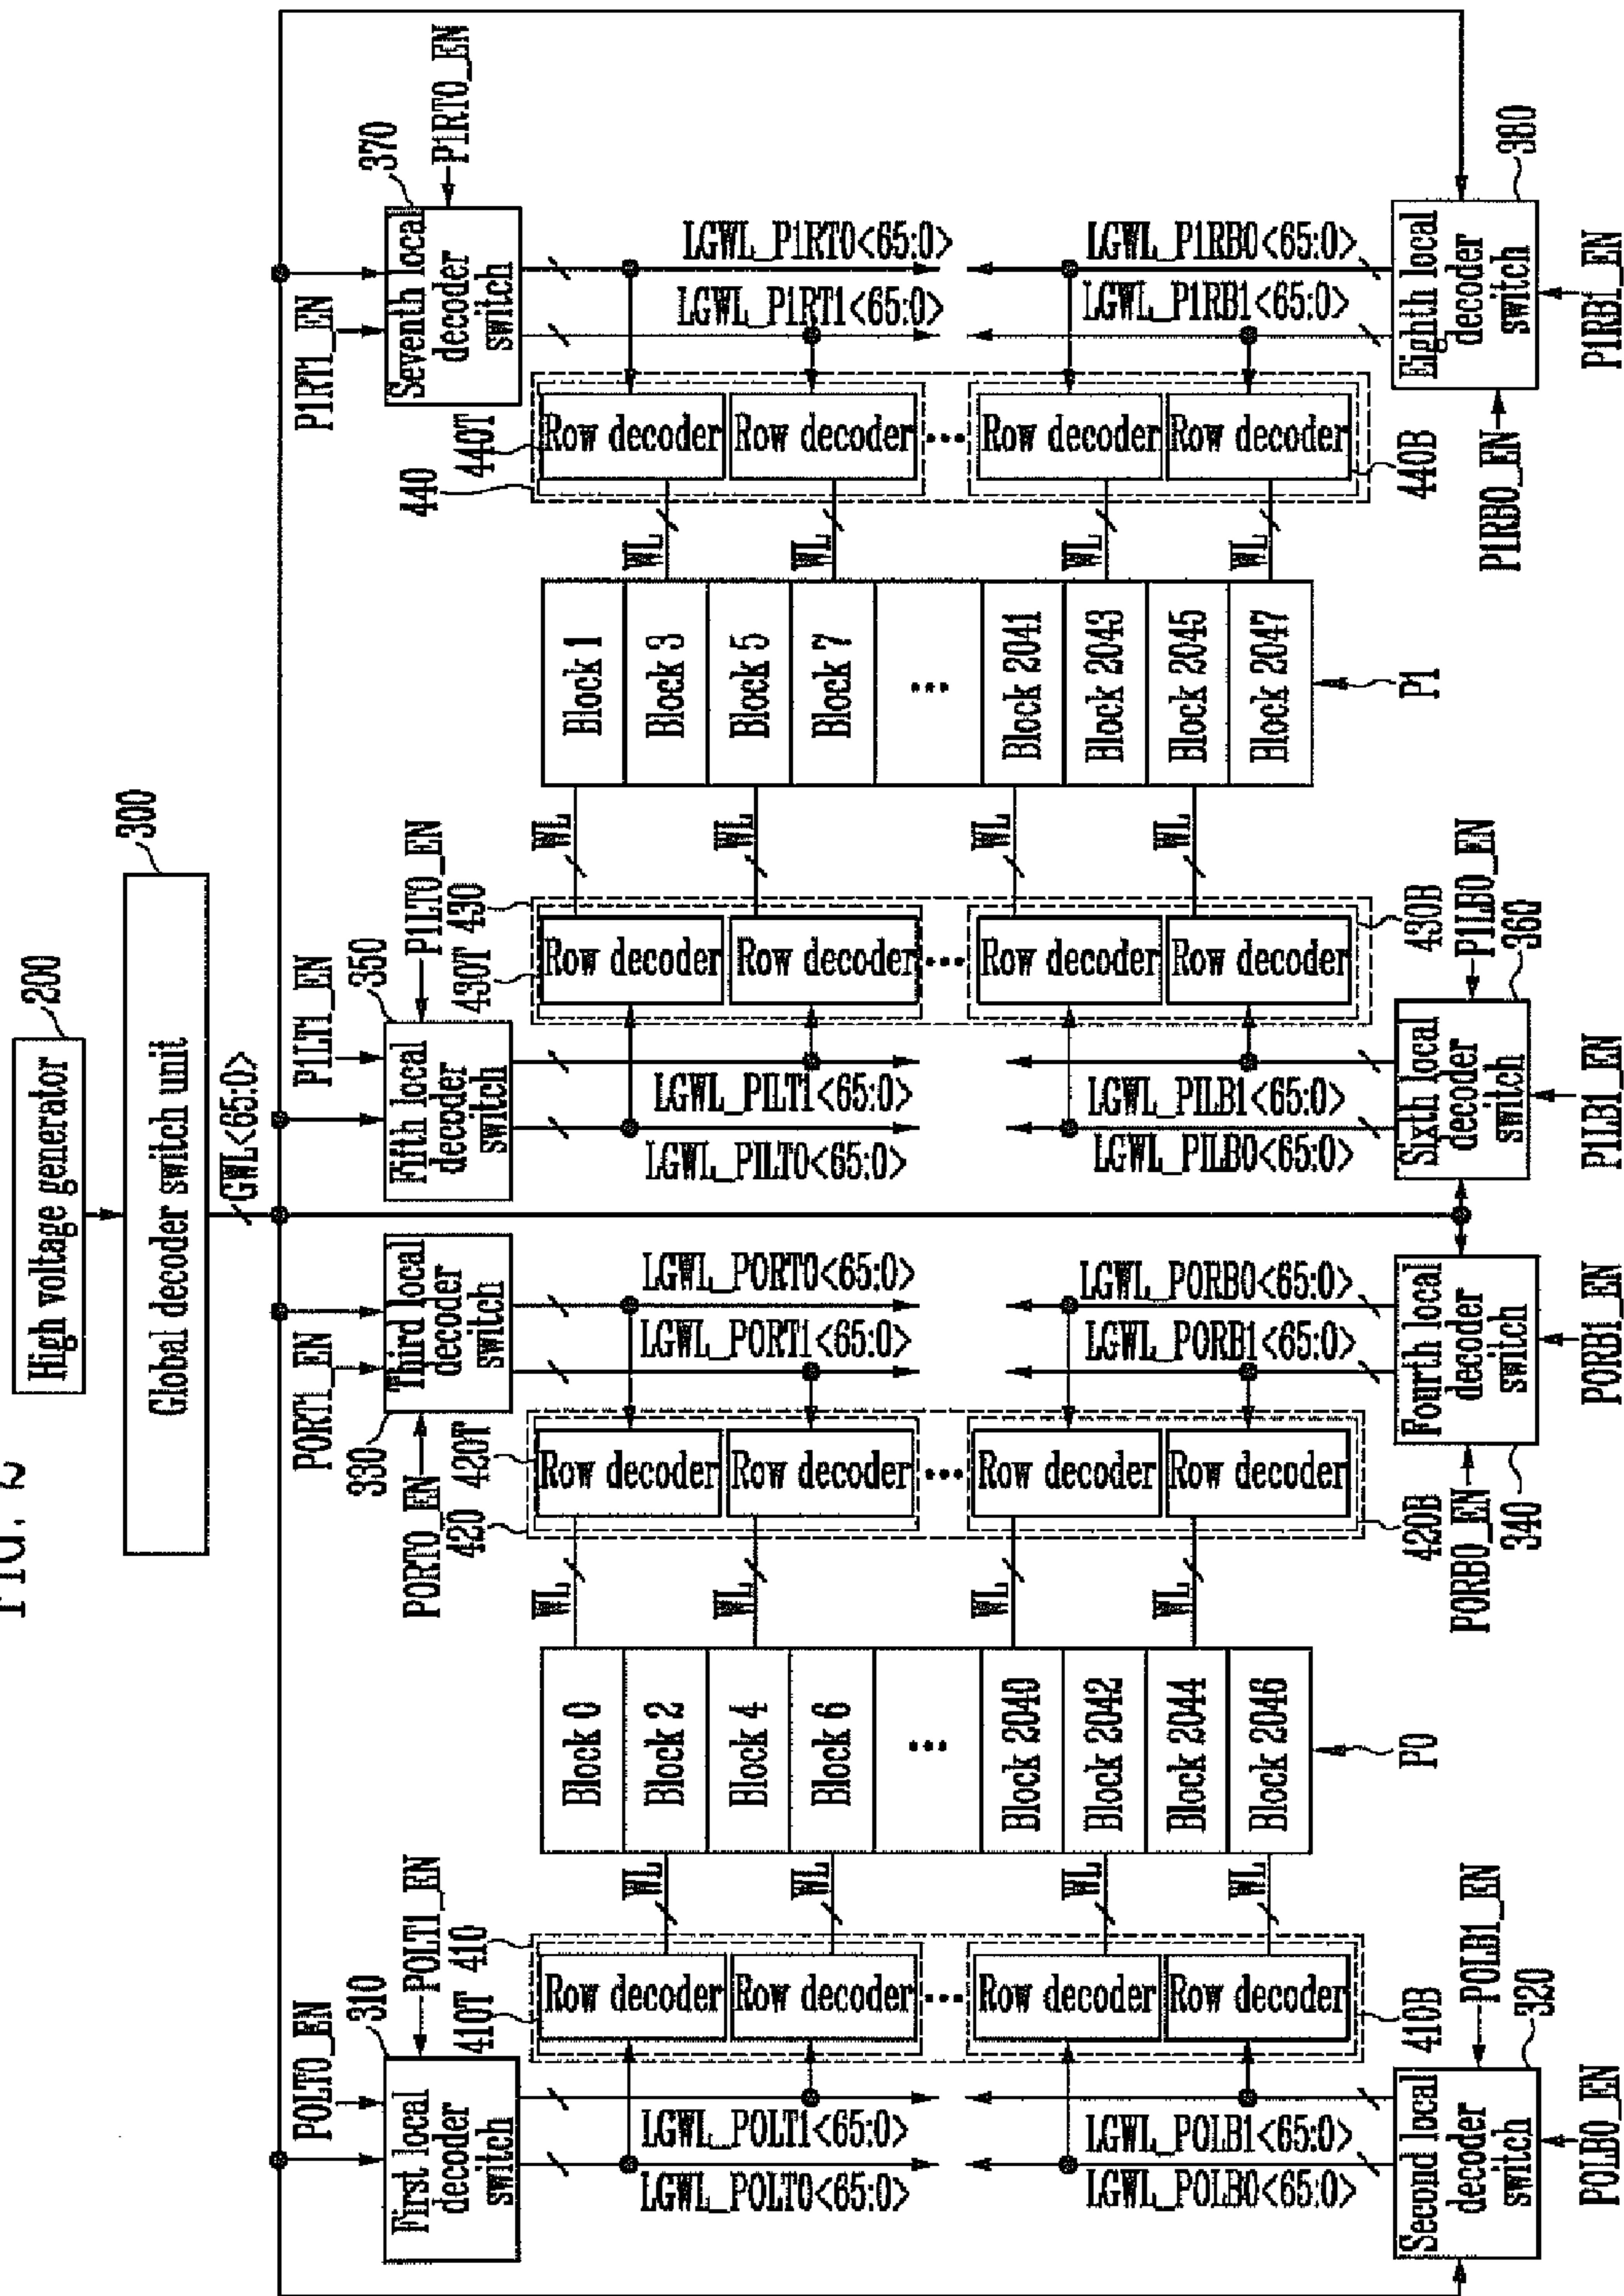 FIG.
High voltage generator
200
Global decoder switch unit
300
GWL<65:0>
P0LT0_EN
P0RT1_EN
P1LT1_EN
P1RT1_EN
310
330
350
370
First local
decoder
switch
P0LT1_EN
P0RT0_EN
Third local
decoder
switch
Fifth local
decoder
switch
P1LT0_EN
Seventh local
decoder
switch
P1RT0_EN
410T
410
420
420T
430T
430
440
440T
Row decoder
WL
Block 0
WL
Row decoder
Row decoder
WL
Block 1
WL
Row decoder
Block 2
Block 3
LGWL_P0LT1<65:0>
LGWL_P0LT0<65:0>
LGWL_P0RT0<65:0>
LGWL_P0RT1<65:0>
LGWL_P1LT1<65:0>
LGWL_P1LT0<65:0>
LGWL_P1RT0<65:0>
LGWL_P1RT1<65:0>
Row decoder
WL
Block 4
WL
Row decoder
Row decoder
WL
Block 5
WL
Row decoder
Block 6
Block 7
...
...
...
...
...
...
Row decoder
WL
Block 2040
WL
Row decoder
Row decoder
WL
Block 2041
WL
Row decoder
Block 2042
Block 2043
LGWL_P0LB1<65:0>
LGWL_P0LB0<65:0>
LGWL_P0RB0<65:0>
LGWL_P0RB1<65:0>
LGWL_P1LB1<65:0>
LGWL_P1LB0<65:0>
LGWL_P1RB0<65:0>
LGWL_P1RB1<65:0>
Row decoder
WL
Block 2044
WL
Row decoder
Row decoder
WL
Block 2045
WL
Row decoder
Block 2046
Block 2047
410B
420B
430B
440B
P0
P1
Second local
decoder
switch
P0LB1_EN
320
P0RB0_EN
340
Fourth local
decoder
switch
Sixth local
decoder
switch
P1LB0_EN
360
P1RB0_EN
Eighth local
decoder
switch
380
P0LB0_EN
P0RB1_EN
P1LB1_EN
P1RB1_EN